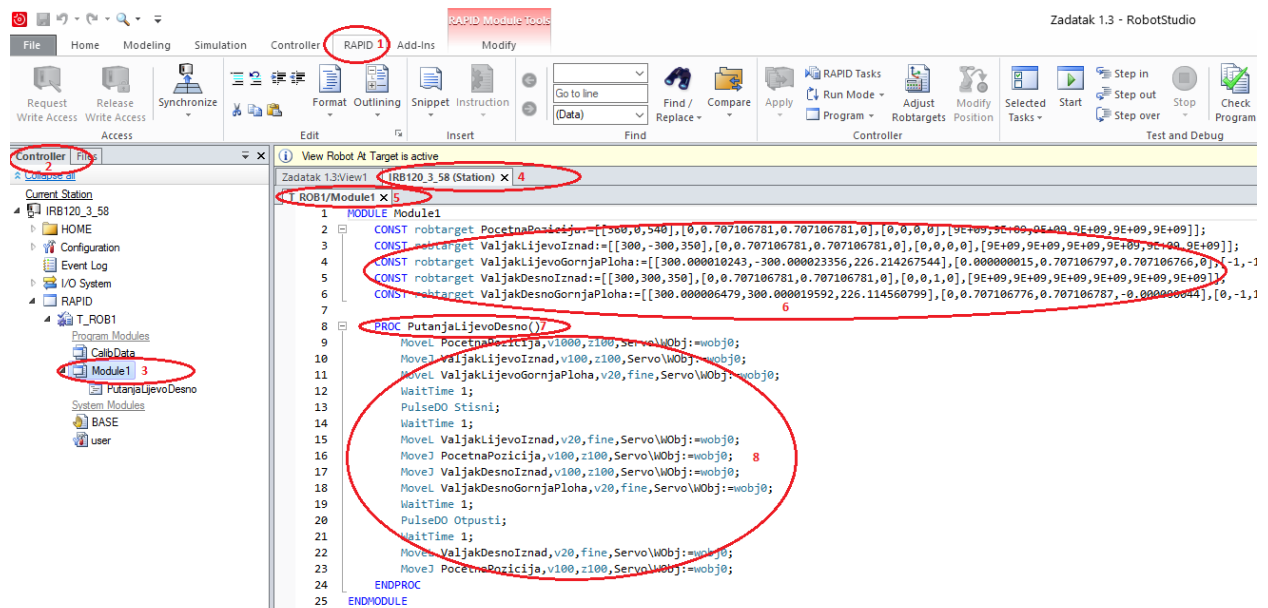 RAPID Module Tools
Zadatak 1.3 - RobotStudio
File Home Modeling Simulation Controller RAPID 1 Add-Ins Modify
Request Write Access
Release Write Access
Synchronize
Format
Outlining
Snippet
Instruction
Go to line
(Data)
Find / Replace
Compare
Apply
RAPID Tasks
Run Mode
Program
Adjust Robtargets
Modify Position
Selected Tasks
Start
Step in
Step out
Step over
Stop
Check Program
Access Edit Insert Find Controller Test and Debug
Controller Files
2
Collapse all
View Robot At Target is active
Zadatak 1.3:View1 IRB120_3_58 (Station) X 4
T_ROB1/Module1 X 5
Current Station
IRB120_3_58
HOME
Configuration
Event Log
I/O System
RAPID
T_ROB1
Program Modules
CalibData
Module1 3
PutanjaLijevoDesno
System Modules
BASE
user
1 MODULE Module1
2 CONST robtarget PocetnaPozicija:=[[300,0,540],[0,0.707106781,0.707106781,0],[0,0,0,0],[9E+09,9E+09,9E+09,9E+09,9E+09,9E+09]];
3 CONST robtarget ValjakLijevoIznad:=[[300,-300,350],[0,0.707106781,0.707106781,0],[0,0,0,0],[9E+09,9E+09,9E+09,9E+09,9E+09,9E+09]];
4 CONST robtarget ValjakLijevoGornjaPloha:=[[300.000010243,-300.000023356,226.214267544],[0.000000015,0.707106797,0.707106766,0],[-1,-1
5 CONST robtarget ValjakDesnoIznad:=[[300,300,350],[0,0.707106781,0.707106781,0],[0,0,1,0],[9E+09,9E+09,9E+09,9E+09,9E+09,9E+09]];
6 CONST robtarget ValjakDesnoGornjaPloha:=[[300.000006479,300.000019592,226.114560799],[0,0.707106776,0.707106787,-0.000000044],[0,-1,1
6
7
8 PROC PutanjaLijevoDesno() 7
9 MoveL PocetnaPozicija,v1000,z100,Servo\WObj:=wobj0;
10 MoveJ ValjakLijevoIznad,v100,z100,Servo\WObj:=wobj0;
11 MoveL ValjakLijevoGornjaPloha,v20,fine,Servo\WObj:=wobj0;
12 WaitTime 1;
13 PulseDO Stisni;
14 WaitTime 1;
15 MoveL ValjakLijevoIznad,v20,fine,Servo\WObj:=wobj0;
16 MoveJ PocetnaPozicija,v100,z100,Servo\WObj:=wobj0; 8
17 MoveJ ValjakDesnoIznad,v100,z100,Servo\WObj:=wobj0;
18 MoveL ValjakDesnoGornjaPloha,v20,fine,Servo\WObj:=wobj0;
19 WaitTime 1;
20 PulseDO Otpusti;
21 WaitTime 1;
22 MoveL ValjakDesnoIznad,v20,fine,Servo\WObj:=wobj0;
23 MoveJ PocetnaPozicija,v100,z100,Servo\WObj:=wobj0;
24 ENDPROC
25 ENDMODULE